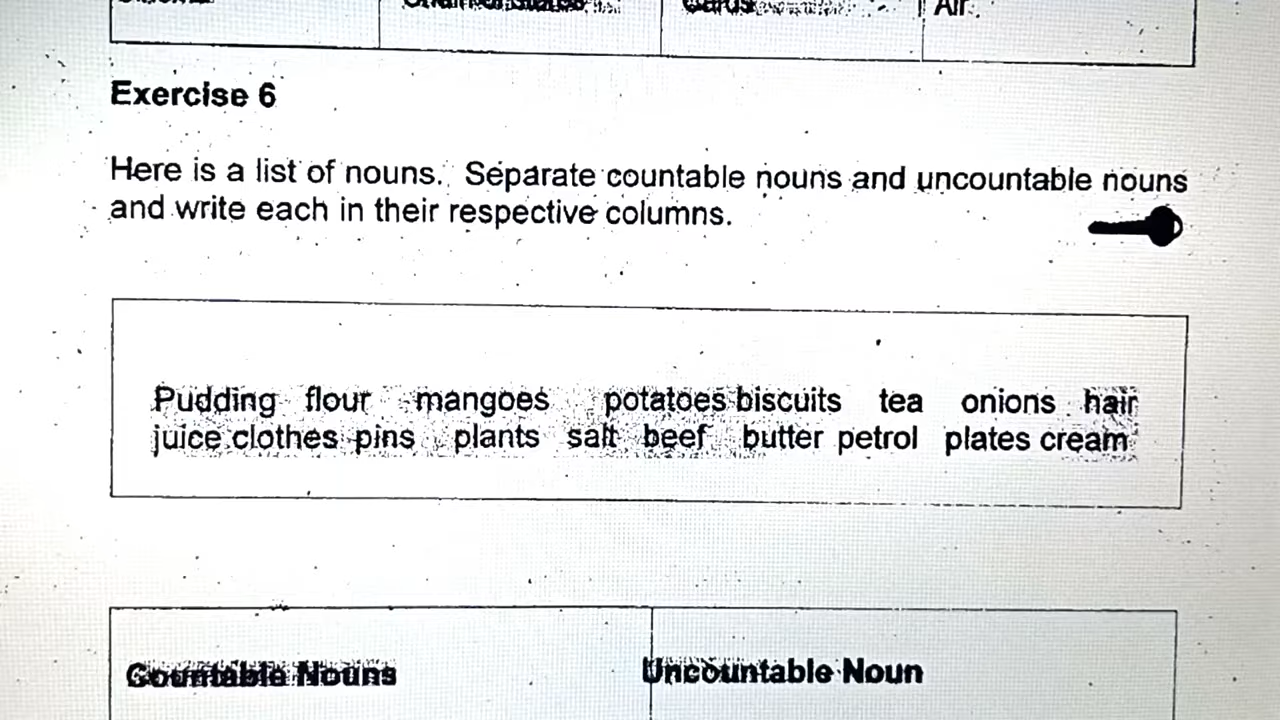 Air.
Exercise 6
Here is a list of nouns. Separate countable nouns and uncountable nouns
and write each in their respective columns.
Pudding flour mangoes potatoes biscuits tea onions hair
juice clothes pins plants salt beef butter petrol plates cream
Countable Nouns Uncountable Noun